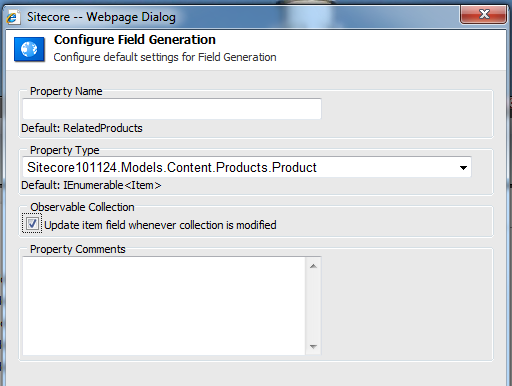 Sitecore -- Webpage Dialog
Configure Field Generation
Configure default settings for Field Generation
Property Name
Default: RelatedProducts
Property Type
Sitecore101124.Models.Content.Products.Product
Default: IEnumerable<Item>
Observable Collection
Update item field whenever collection is modified
Property Comments